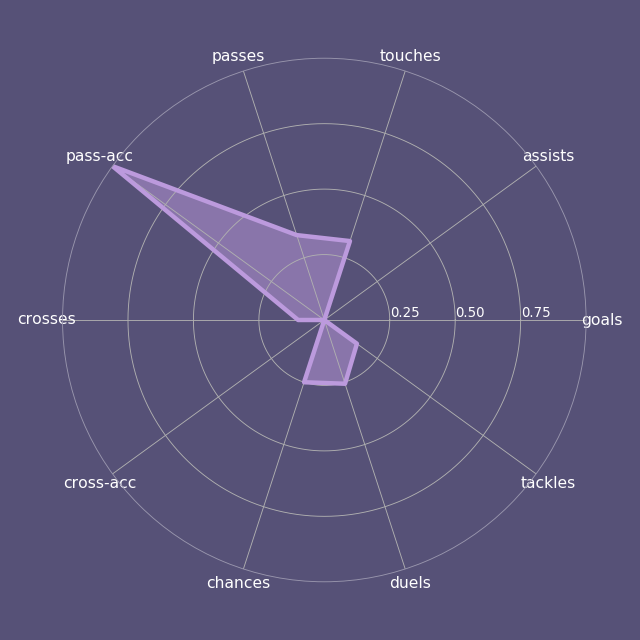 passes
touches
pass-acc
assists
0.25
0.50
0.75
crosses
goals
cross-acc
tackles
chances
duels